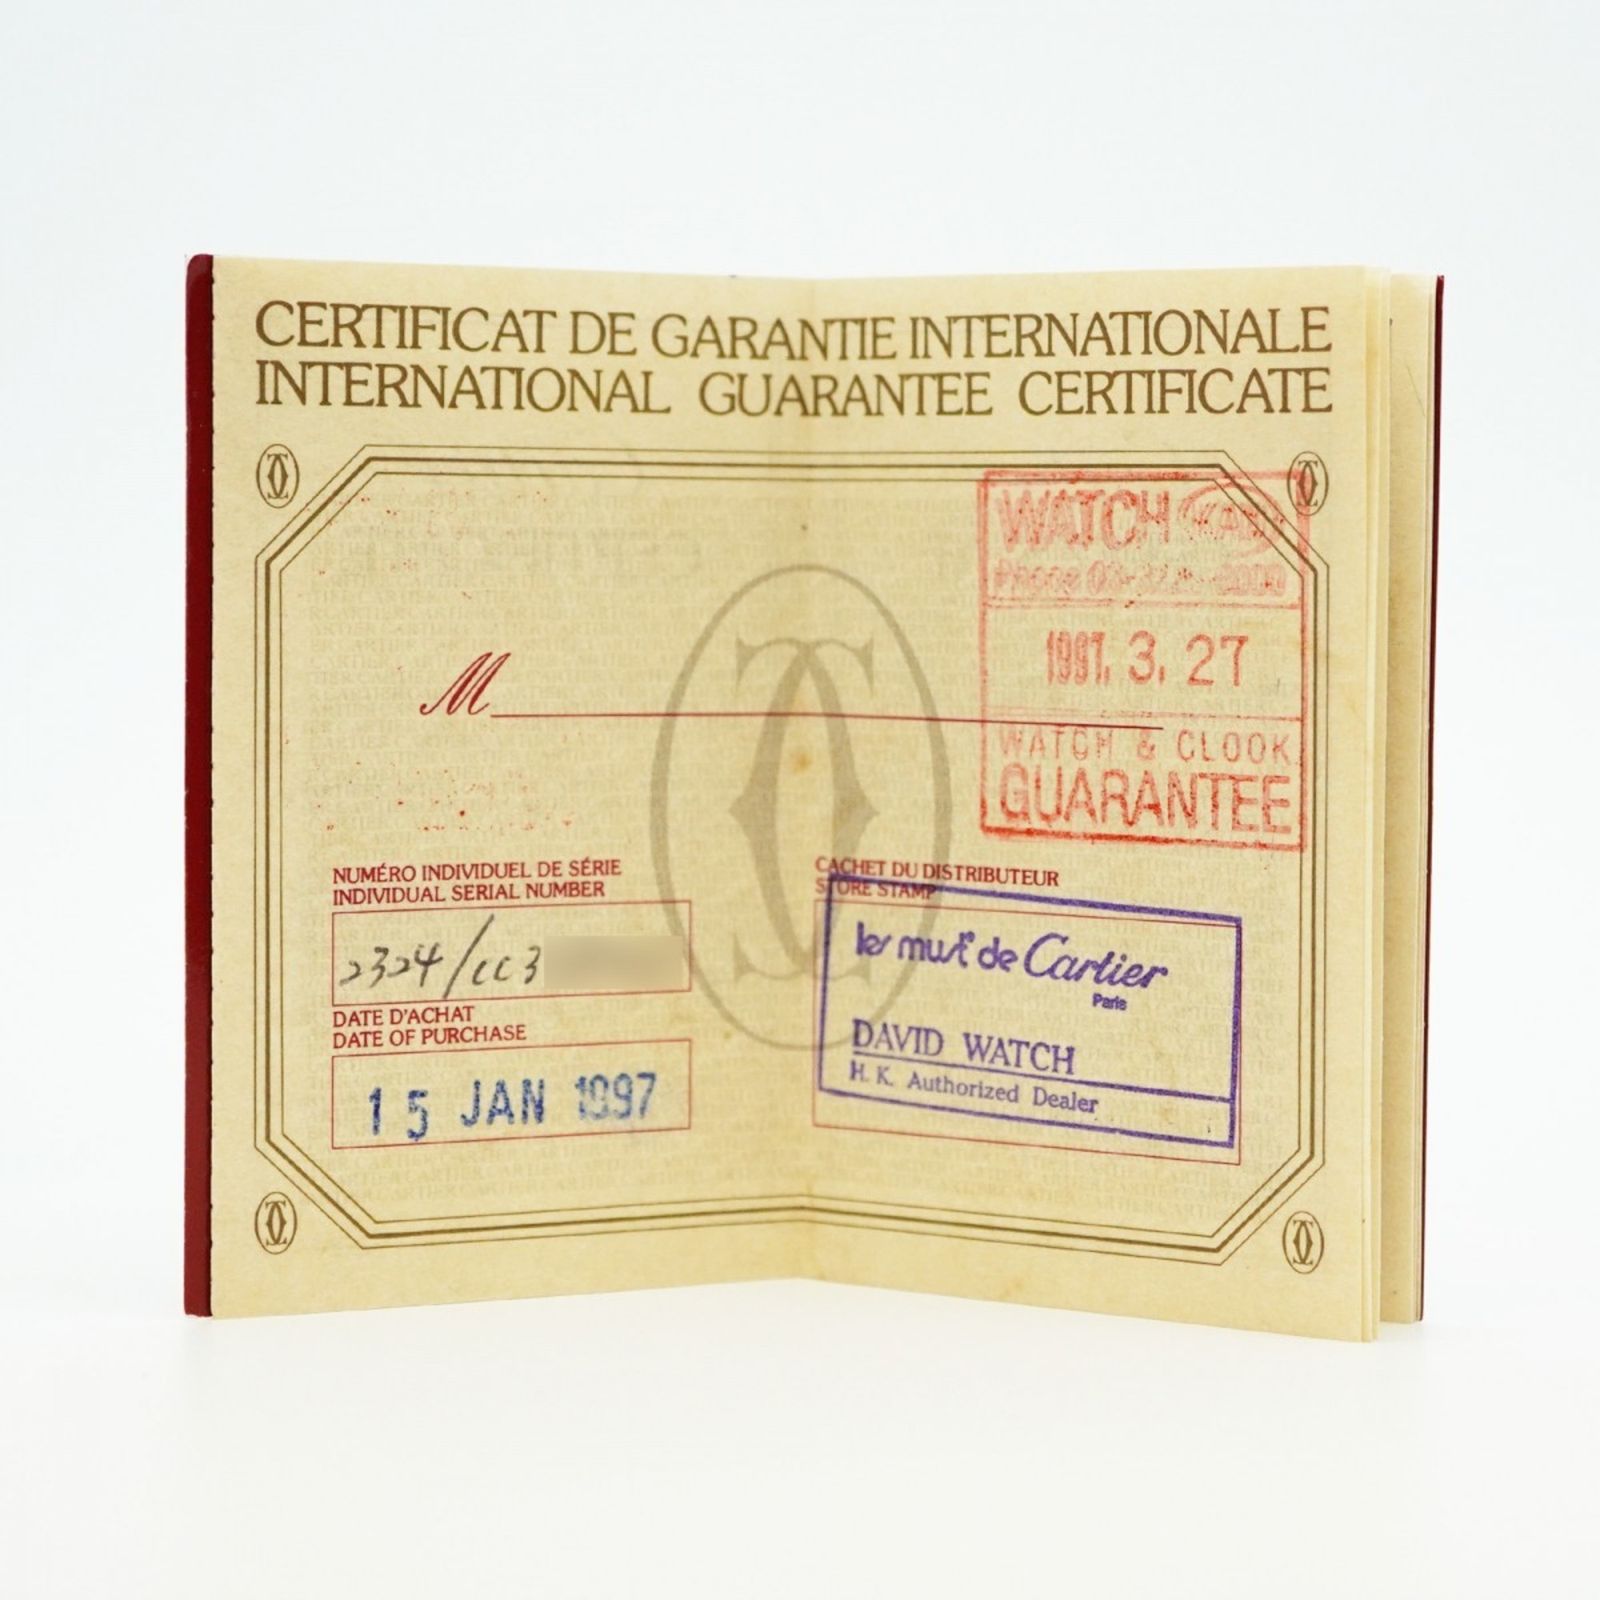 CERTIFICAT DE GARANTIE INTERNATIONALE
INTERNATIONAL GUARANTEE CERTIFICATE
WATCH
Phone
1997. 3. 27
WATCH & CLOOK
GUARANTEE
M
NUMÉRO INDIVIDUEL DE SÉRIE
INDIVIDUAL SERIAL NUMBER
2324/CC3
DATE D'ACHAT
DATE OF PURCHASE
15 JAN 1997
CACHET DU DISTRIBUTEUR
STORE STAMP
les must de Cartier
Paris
DAVID WATCH
H. K. Authorized Dealer